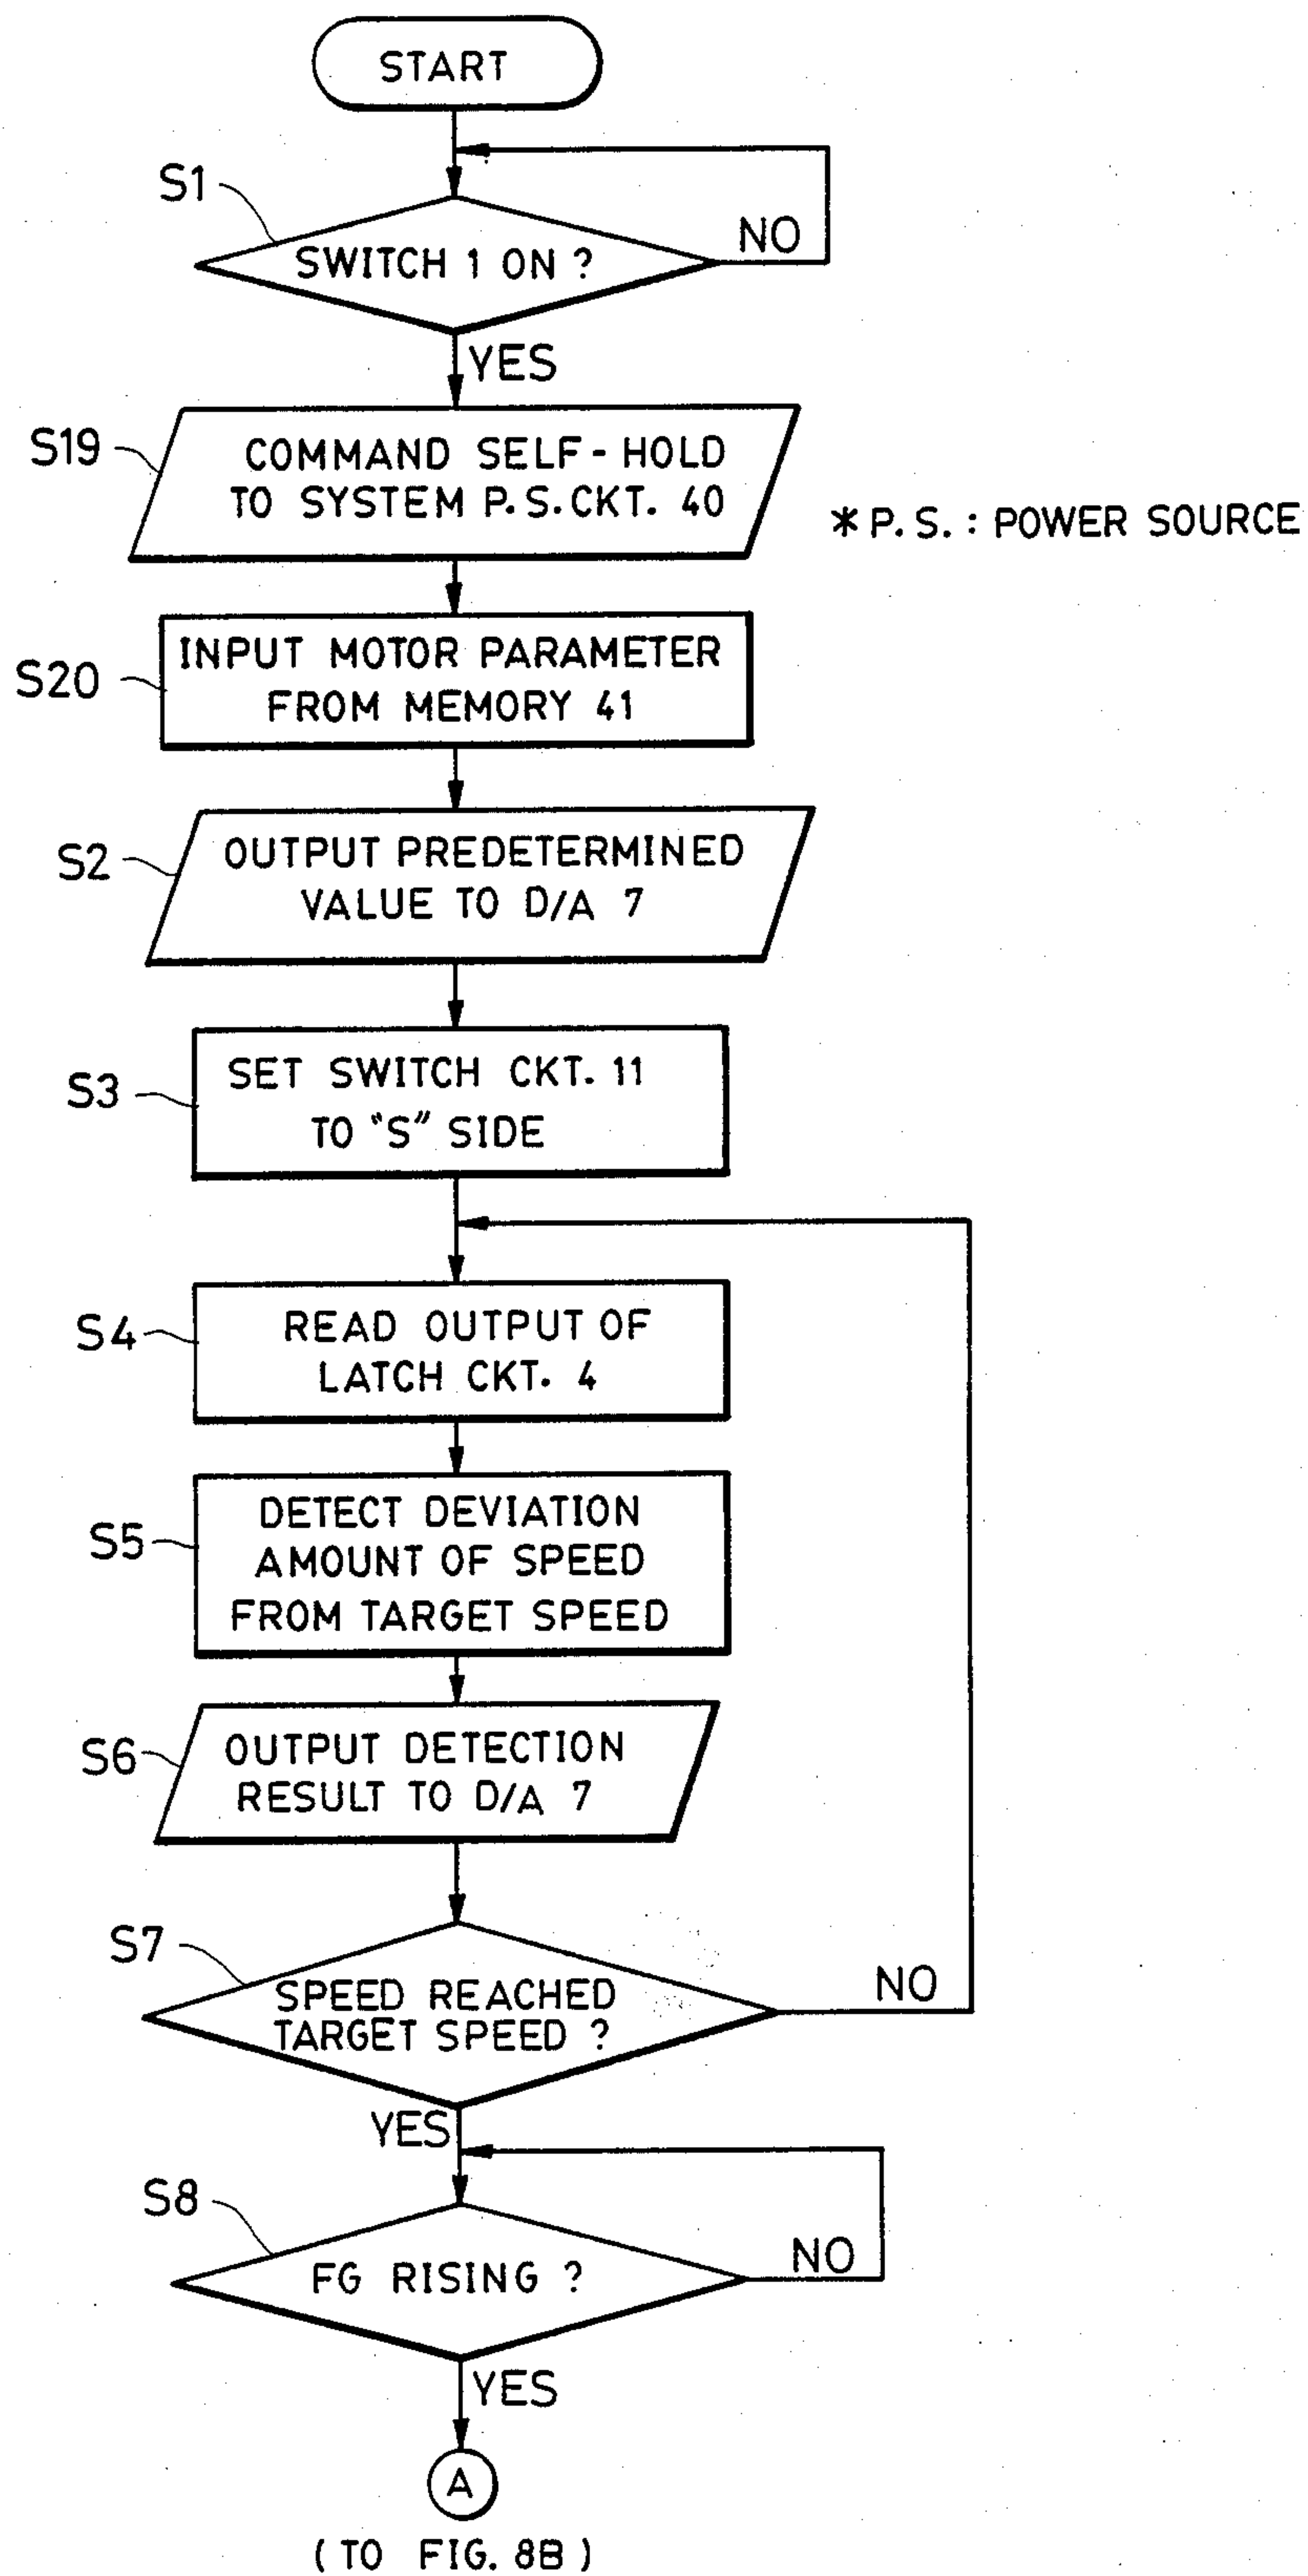 START
S1
SWITCH 1 ON ?
NO
YES
S19
COMMAND SELF-HOLD
TO SYSTEM P.S.CKT. 40
*P.S. : POWER SOURCE
S20
INPUT MOTOR PARAMETER
FROM MEMORY 41
S2
OUTPUT PREDETERMINED
VALUE TO D/A 7
S3
SET SWITCH CKT. 11
TO "S" SIDE
S4
READ OUTPUT OF
LATCH CKT. 4
S5
DETECT DEVIATION
AMOUNT OF SPEED
FROM TARGET SPEED
S6
OUTPUT DETECTION
RESULT TO D/A 7
S7
SPEED REACHED
TARGET SPEED ?
NO
YES
S8
FG RISING ?
NO
YES
A
( TO FIG. 8B )